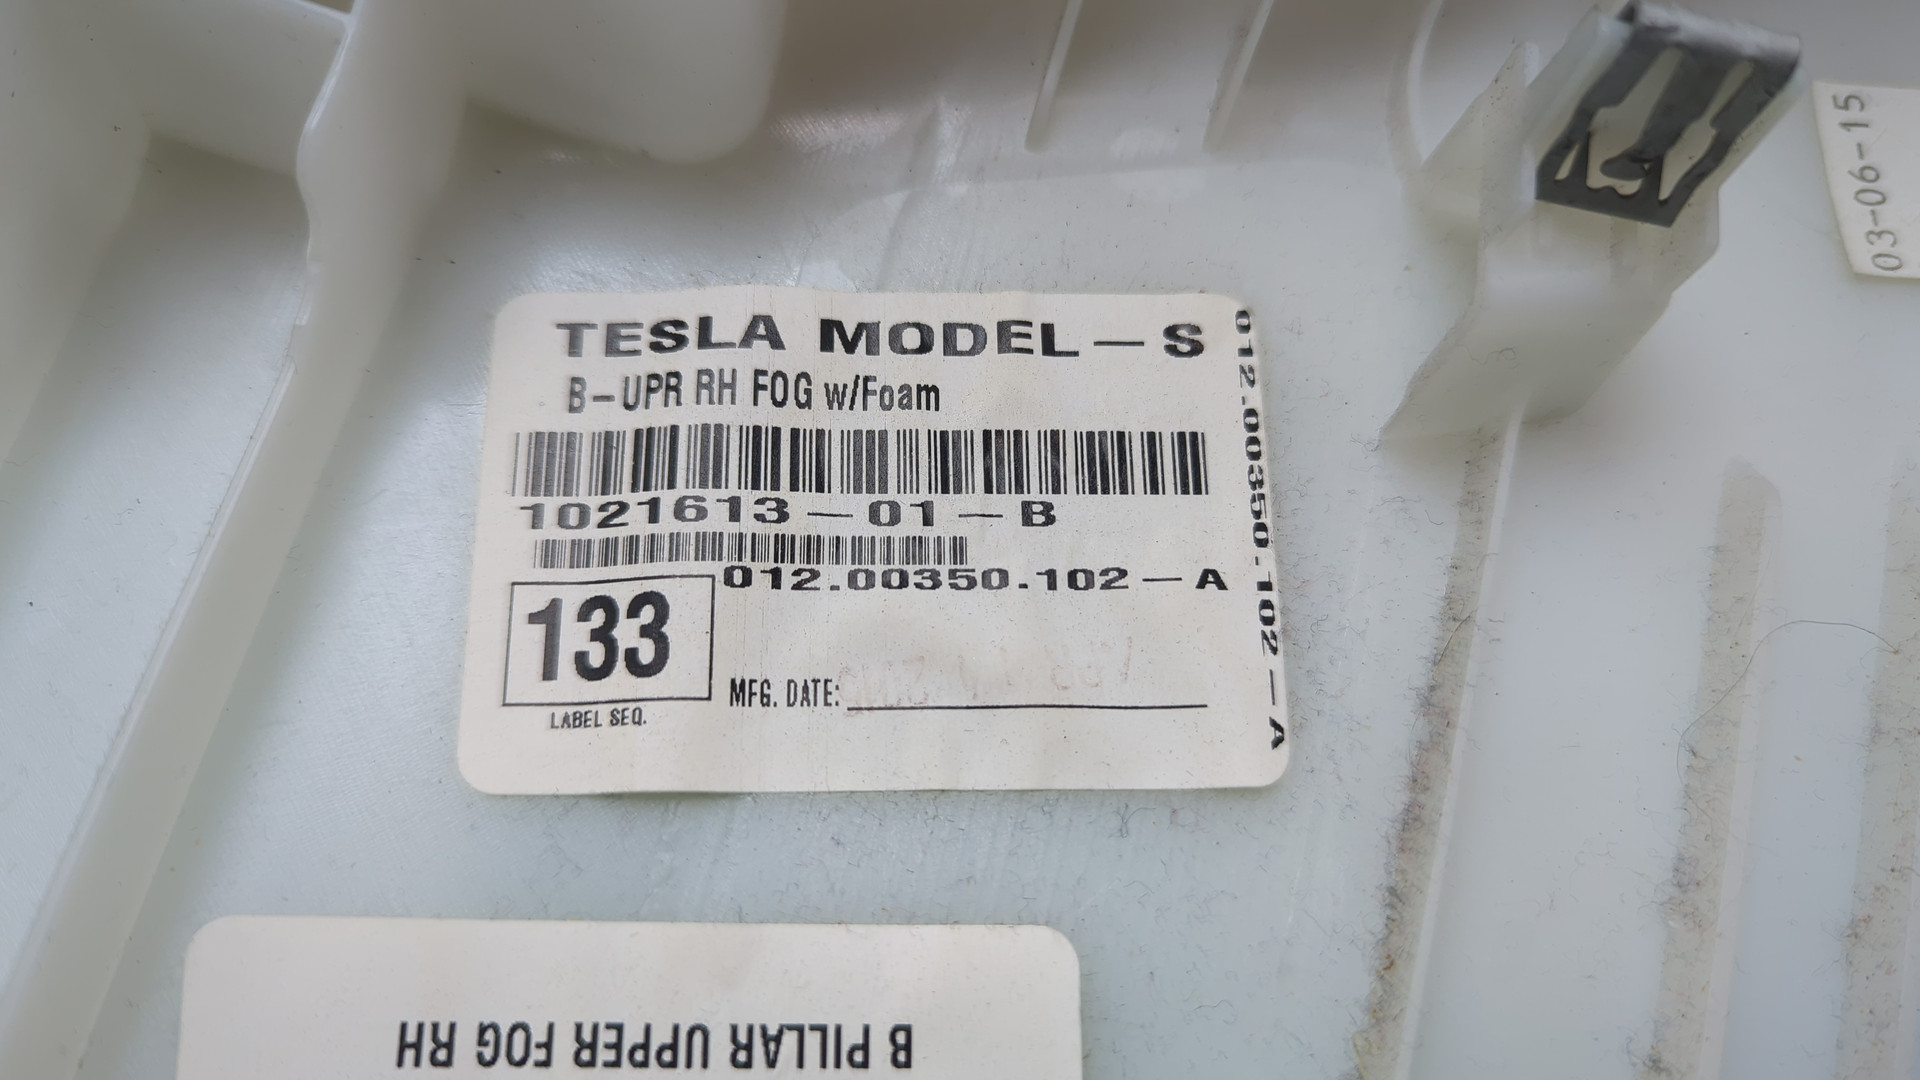 TESLA MODEL-S
B-UPR RH FOG w/Foam
1021613-01-B
012.00350.102-A
133
LABEL SEQ.
MFG. DATE:
012.00350.102-A
03-06-15
B PILLAR UPPER FOG RH